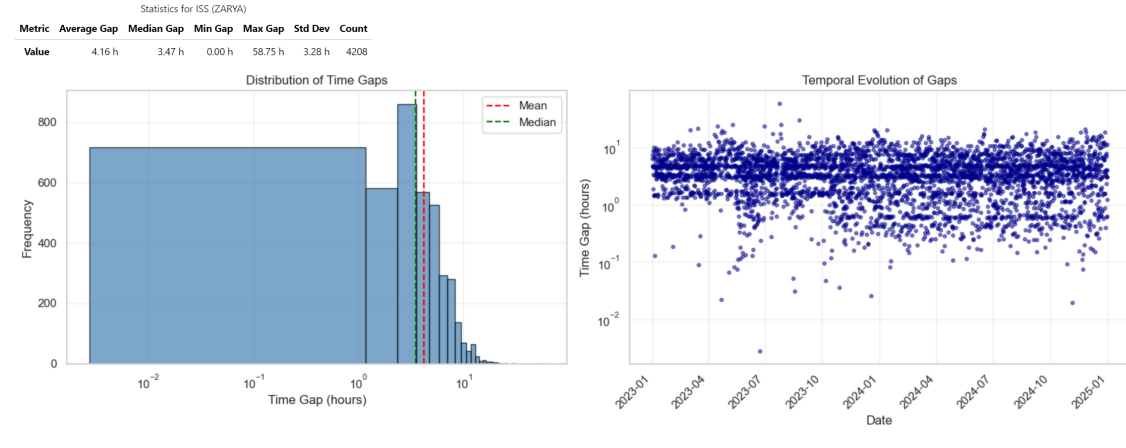 Statistics for ISS (ZARYA)
Metric Average Gap Median Gap Min Gap Max Gap Std Dev Count
Value 4.16 h 3.47 h 0.00 h 58.75 h 3.28 h 4208
Distribution of Time Gaps
Mean
Median
800
600
400
200
0
Frequency
10⁻² 10⁻¹ 10⁰ 10¹
Time Gap (hours)
Temporal Evolution of Gaps
10¹
10⁰
10⁻¹
10⁻²
Time Gap (hours)
2023-01 2023-04 2023-07 2023-10 2024-01 2024-04 2024-07 2024-10 2025-01
Date